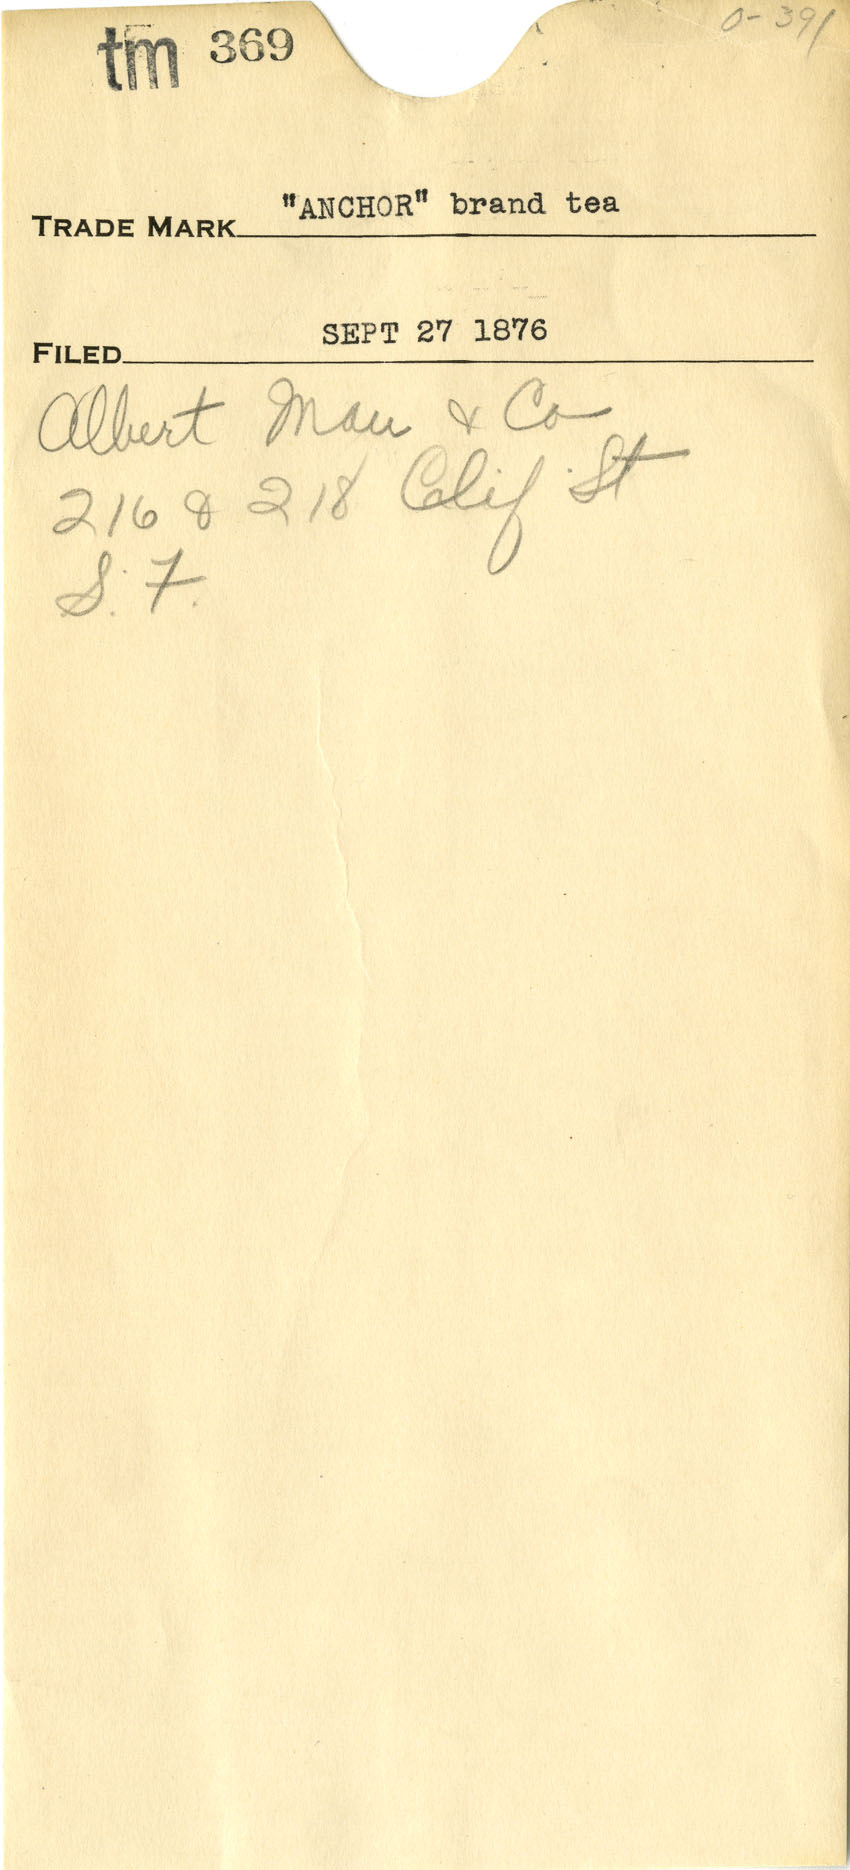 tm 369
0-391
TRADE MARK "ANCHOR" brand tea
FILED SEPT 27 1876
Albert Mau & Co
216 & 218 Calif St
S. F.